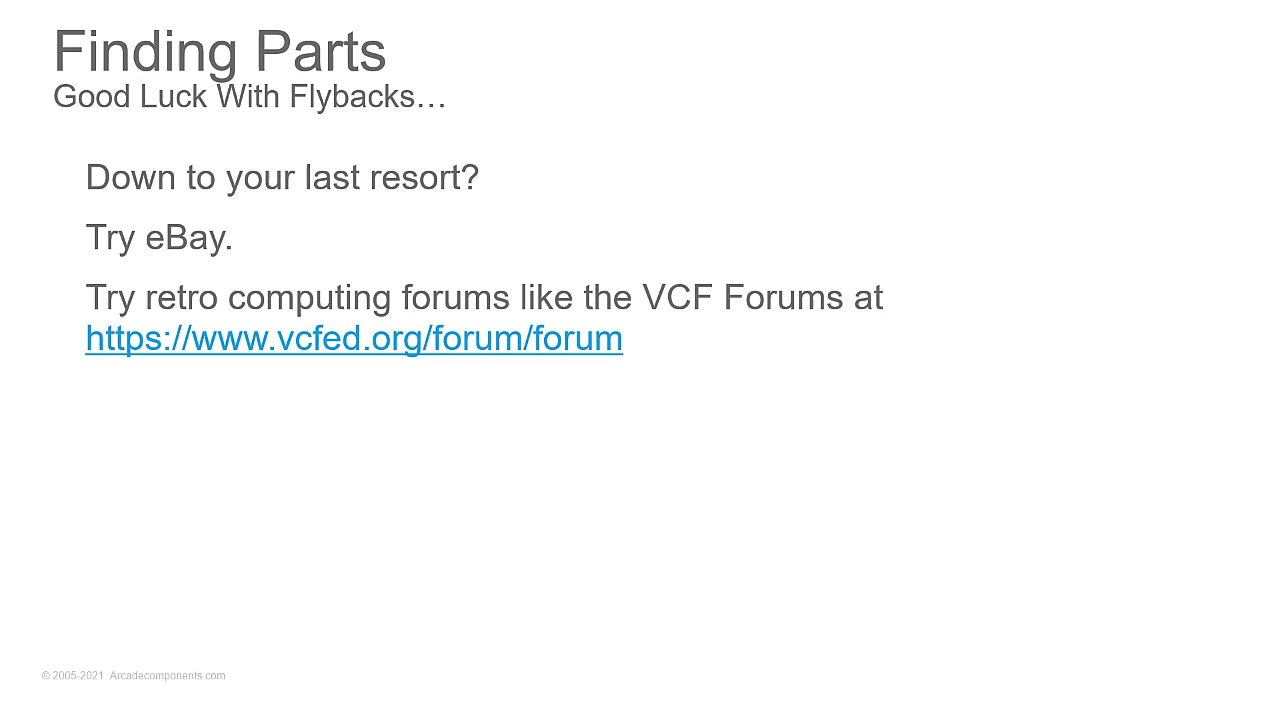 Finding Parts
Good Luck With Flybacks…
Down to your last resort?
Try eBay.
Try retro computing forums like the VCF Forums at
https://www.vcfed.org/forum/forum
© 2005-2021 Arcadecomponents.com